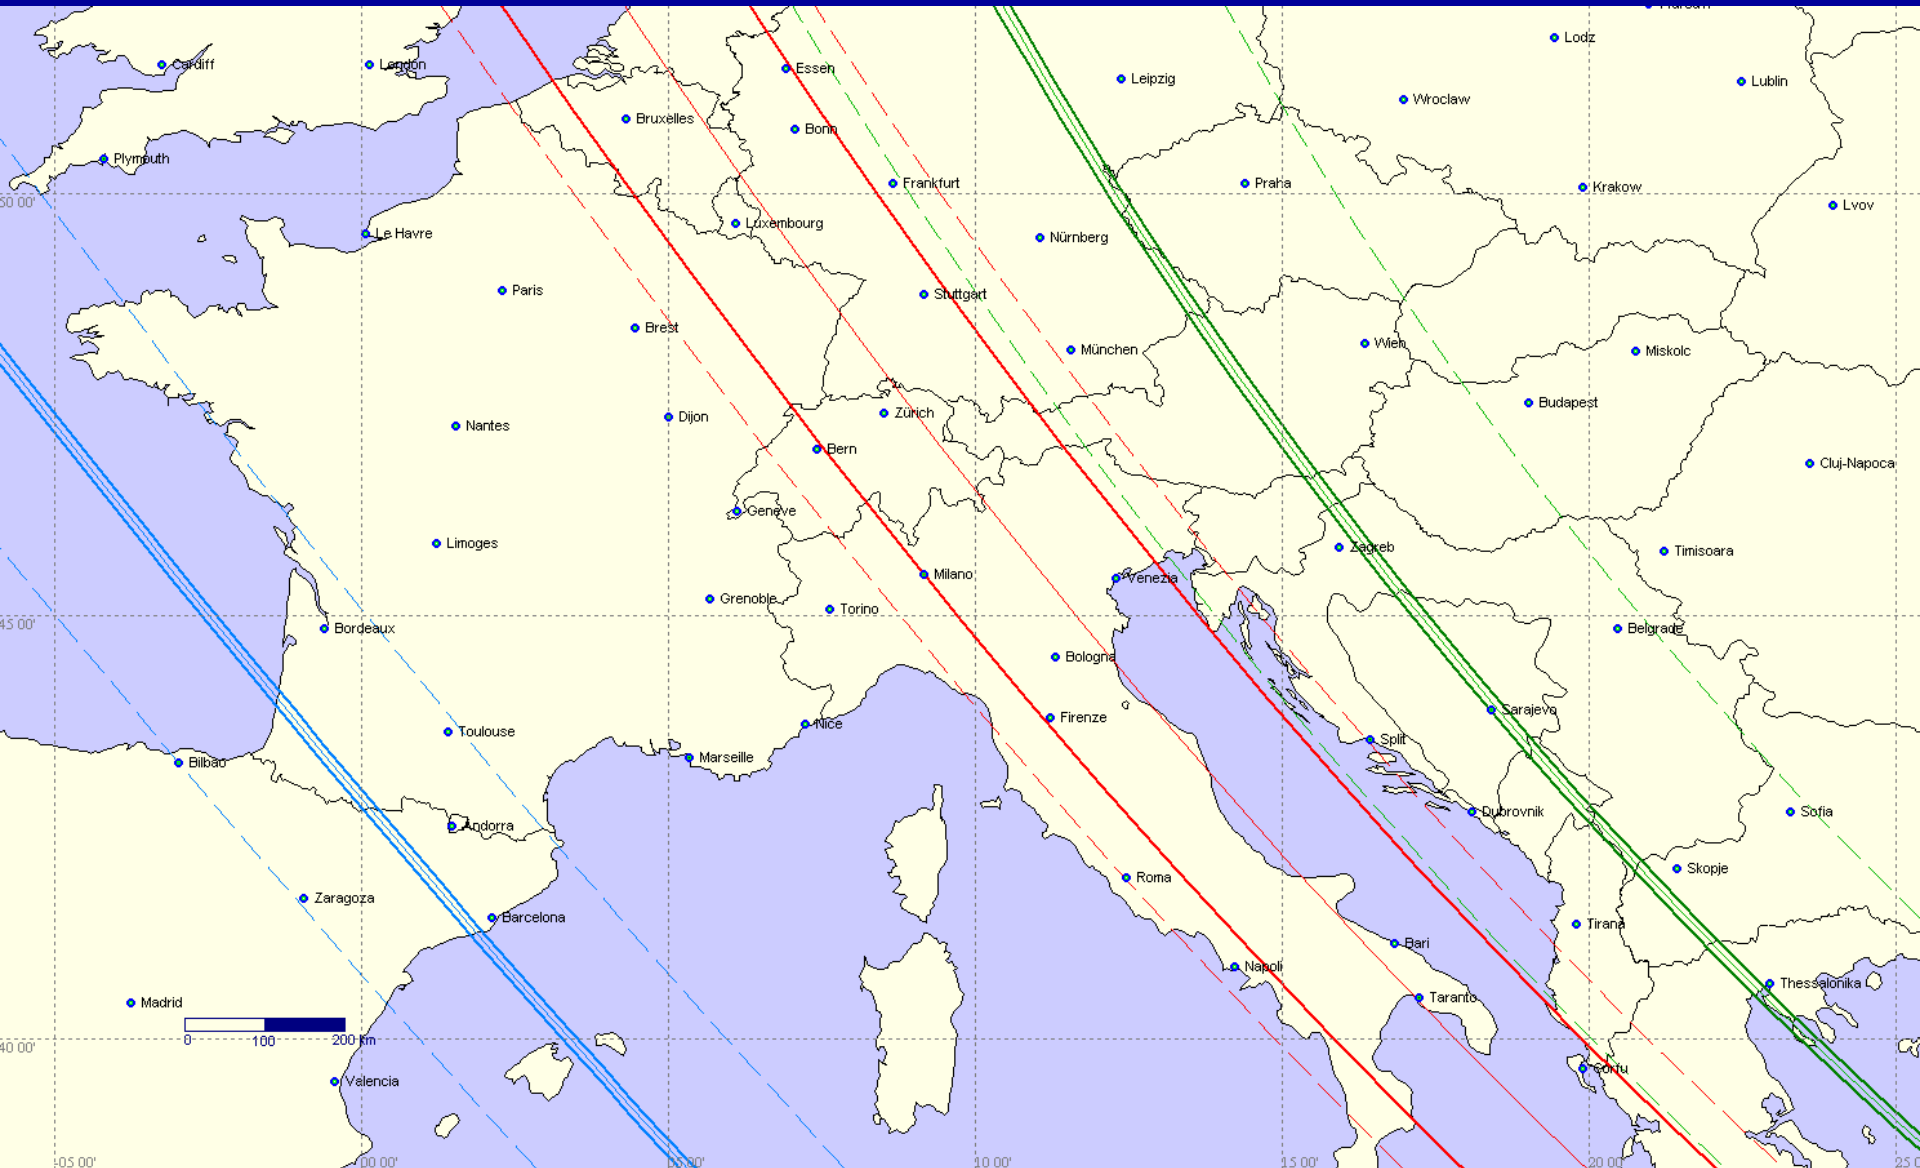 Lodz
Cardiff
London
Essen
Leipzig
Lublin
Wroclaw
Bruxelles
Bonn
Plymouth
Frankfurt
Praha
Krakow
50 00'
Lvov
Luxembourg
Le Havre
Nürnberg
Paris
Stuttgart
Brest
Wien
München
Miskolc
Budapest
Zürich
Dijon
Nantes
Bern
Cluj-Napoca
Geneve
Limoges
Zagreb
Timisoara
Milano
Venezia
Grenoble
Torino
45 00'
Bordeaux
Belgrade
Bologna
Sarajevo
Firenze
Nice
Toulouse
Split
Marseille
Bilbao
Dubrovnik
Sofia
Andorra
Skopje
Roma
Zaragoza
Barcelona
Tirana
Bari
Napoli
Thessalonika
Taranto
Madrid
0 100 200 km
40 00'
Corfu
Valencia
-05 00' 00 00' 05 00' 10 00' 15 00' 20 00'